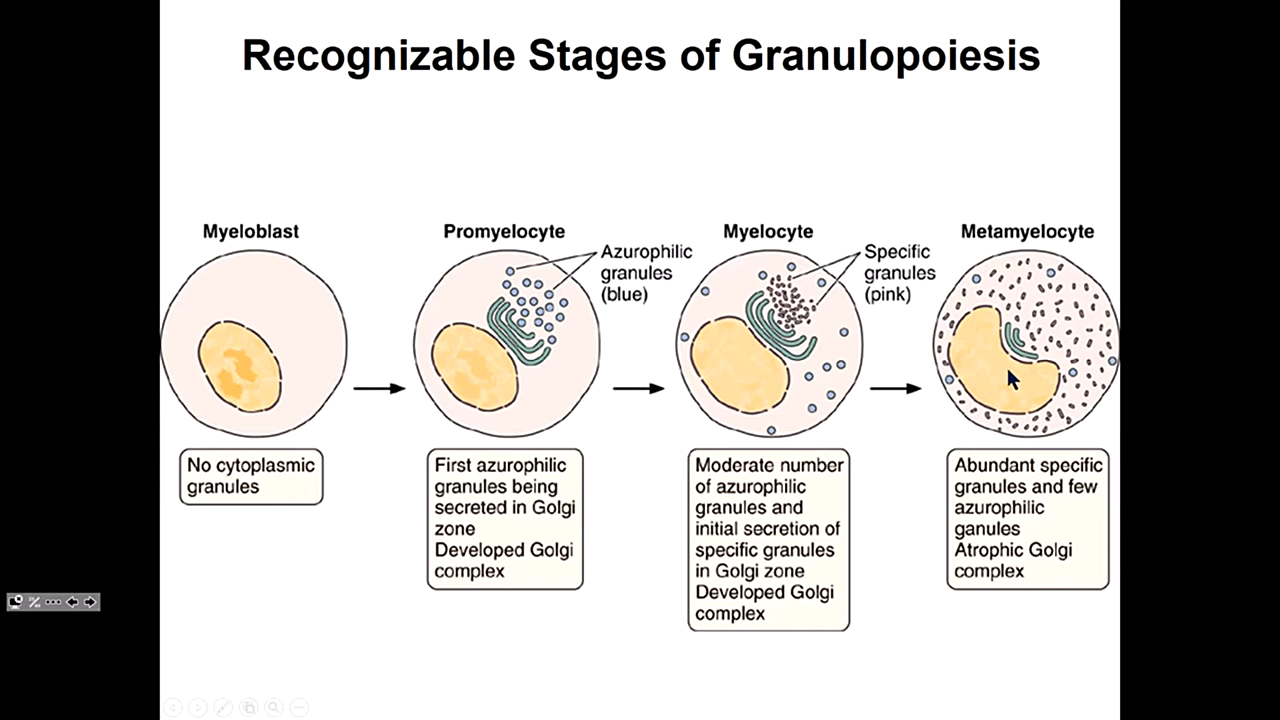 Recognizable Stages of Granulopoiesis
Myeloblast
Promyelocyte
Myelocyte
Metamyelocyte
Azurophilic
granules
(blue)
Specific
granules
(pink)
No cytoplasmic
granules
First azurophilic
granules being
secreted in Golgi
zone
Developed Golgi
complex
Moderate number
of azurophilic
granules and
initial secretion of
specific granules
in Golgi zone
Developed Golgi
complex
Abundant specific
granules and few
azurophilic
ganules
Atrophic Golgi
complex